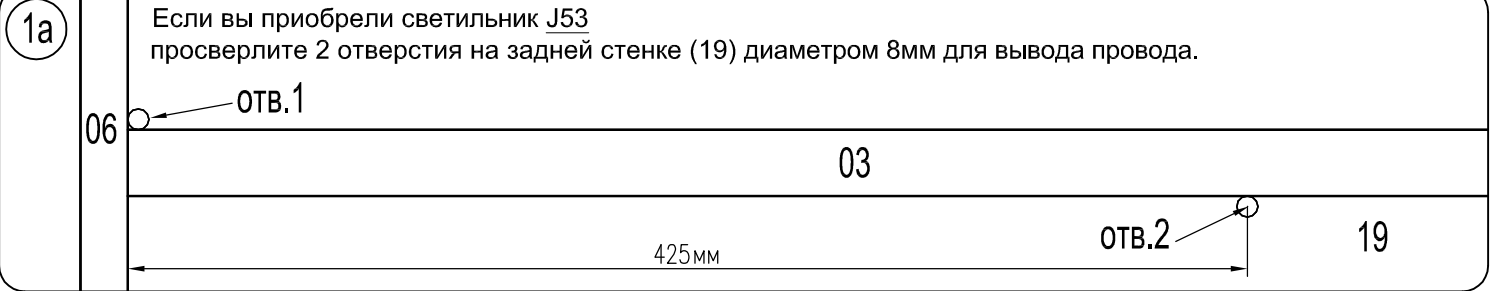 1а
Если вы приобрели светильник J53
просверлите 2 отверстия на задней стенке (19) диаметром 8мм для вывода провода.
отв.1
06
03
отв.2
19
425мм